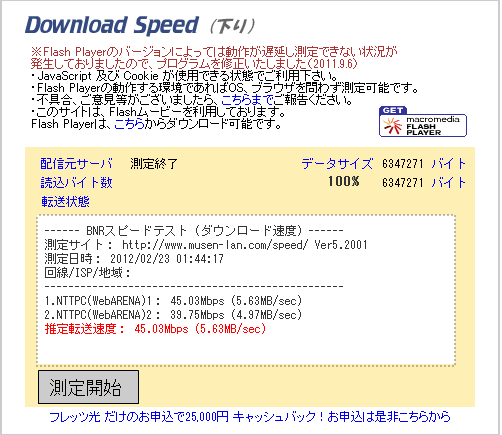 Download Speed (下り)
※Flash Playerのバージョンによっては動作が遅延し測定できない状況が
発生しておりましたので、プログラムを修正いたしました(2011.9.6)
・JavaScript 及び Cookie が使用できる状態でご利用下さい。
・Flash Playerの動作する環境であればOS、ブラウザを問わず測定可能です。
・不具合、ご意見等がございましたら、こちらまでご報告ください。
・このサイトは、Flashムービーを利用しております。
Flash Playerは、こちらからダウンロード可能です。
GET
macromedia
FLASH
PLAYER
配信元サーバ 測定終了 データサイズ 6347271 バイト
読込バイト数 100% 6347271 バイト
転送状態
------ BNRスピードテスト (ダウンロード速度) ------
測定サイト: http://www.musen-lan.com/speed/ Ver5.2001
測定日時: 2012/02/23 01:44:17
回線/ISP/地域:
--------------------------------------------------
1.NTTPC(WebARENA)1: 45.03Mbps (5.63MB/sec)
2.NTTPC(WebARENA)2: 39.75Mbps (4.97MB/sec)
推定転送速度: 45.03Mbps (5.63MB/sec)
測定開始
フレッツ光 だけのお申込で25,000円 キャッシュバック！お申込は是非こちらから